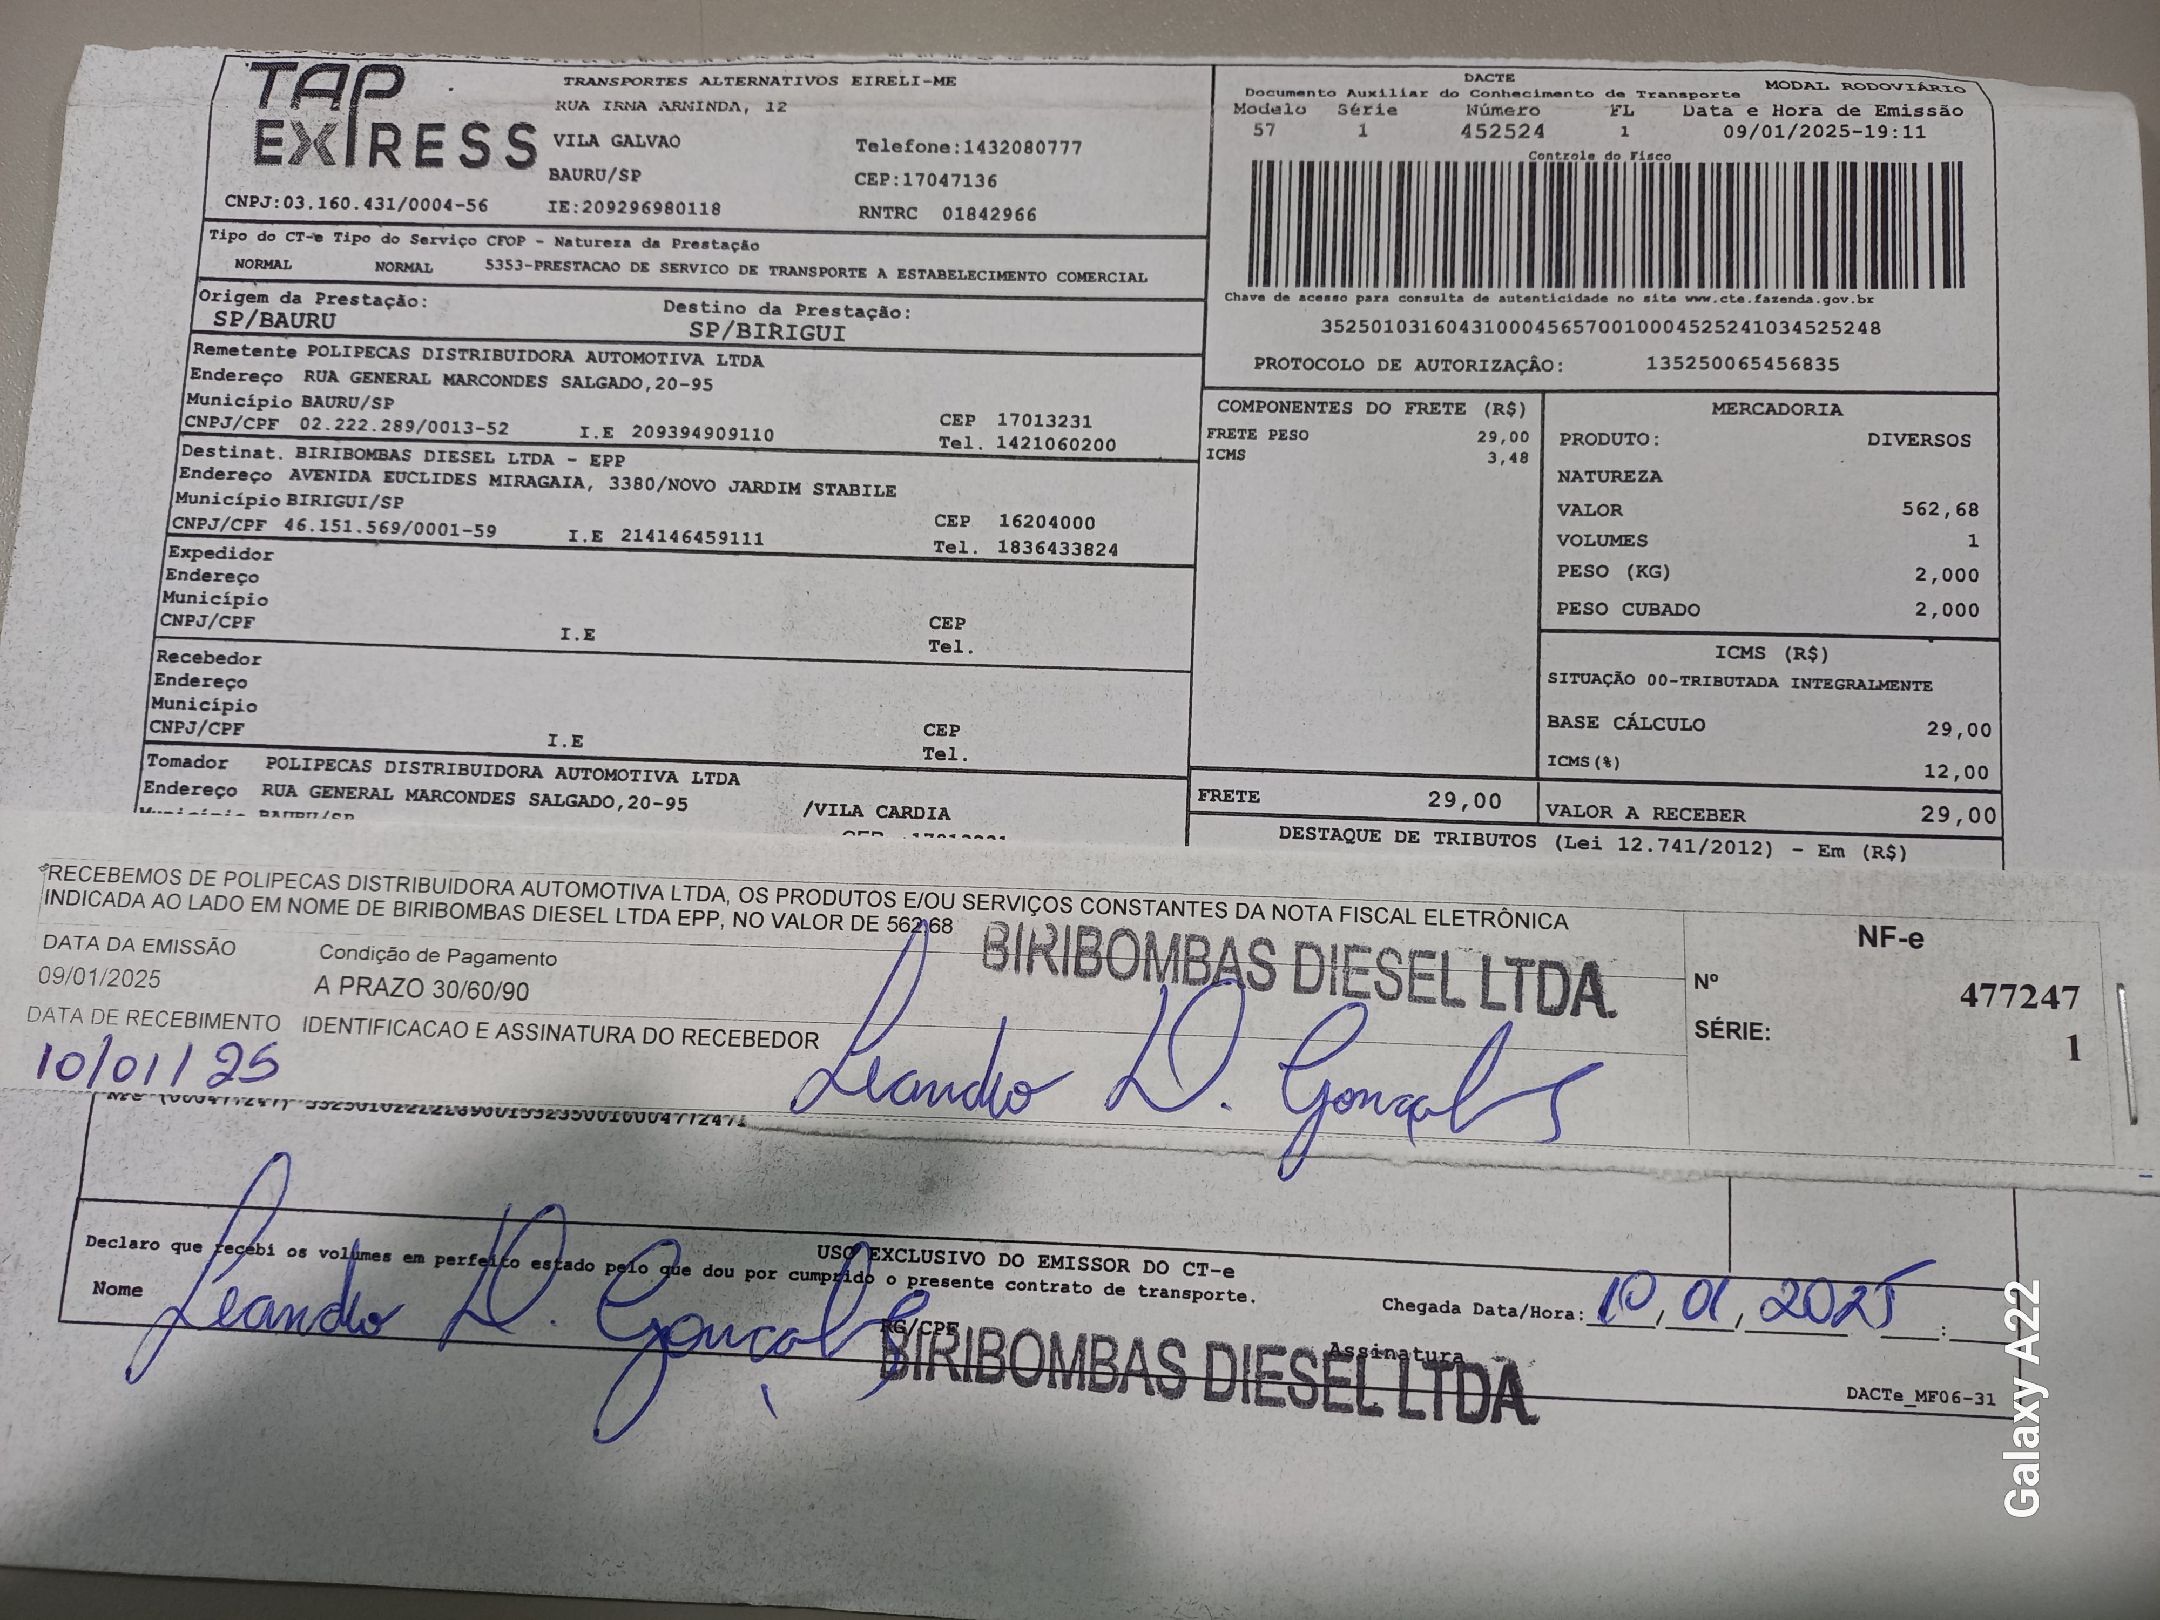 TAP EXPRESS
TRANSPORTES ALTERNATIVOS EIRELI-ME
RUA IRNA ARMINDA, 12
VILA GALVAO
Telefone:1432080777
BAURU/SP
CEP:17047136
CNPJ:03.160.431/0004-56 IE:209296980118
RNTRC 01842966
DACTE
Documento Auxiliar do Conhecimento de Transporte
MODAL RODOVIÁRIO
Modelo Série Número FL Data e Hora de Emissão
57 1 452524 1 09/01/2025-19:11
Controle do Fisco
Chave de acesso para consulta de autenticidade no site www.cte.fazenda.gov.br
35250103160431000456570010004525241034525248
PROTOCOLO DE AUTORIZAÇÂO: 135250065456835
Tipo do CT-e Tipo do Serviço CFOP - Natureza da Prestação
NORMAL NORMAL 5353-PRESTACAO DE SERVICO DE TRANSPORTE A ESTABELECIMENTO COMERCIAL
Origem da Prestação: Destino da Prestação:
SP/BAURU SP/BIRIGUI
Remetente POLIPECAS DISTRIBUIDORA AUTOMOTIVA LTDA
Endereço RUA GENERAL MARCONDES SALGADO,20-95
Município BAURU/SP CEP 17013231
CNPJ/CPF 02.222.289/0013-52 I.E 209394909110 Tel. 1421060200
Destinat. BIRIBOMBAS DIESEL LTDA - EPP
Endereço AVENIDA EUCLIDES MIRAGAIA, 3380/NOVO JARDIM STABILE
Município BIRIGUI/SP CEP 16204000
CNPJ/CPF 46.151.569/0001-59 I.E 214146459111 Tel. 1836433824
Expedidor
Endereço
Município CEP
CNPJ/CPF I.E Tel.
Recebedor
Endereço
Município CEP
CNPJ/CPF I.E Tel.
Tomador POLIPECAS DISTRIBUIDORA AUTOMOTIVA LTDA
Endereço RUA GENERAL MARCONDES SALGADO,20-95 /VILA CARDIA
Município BAURU/SP
COMPONENTES DO FRETE (R$)
FRETE PESO 29,00
ICMS 3,48
MERCADORIA
PRODUTO: DIVERSOS
NATUREZA
VALOR 562,68
VOLUMES 1
PESO (KG) 2,000
PESO CUBADO 2,000
ICMS (R$)
SITUAÇÃO 00-TRIBUTADA INTEGRALMENTE
BASE CÁLCULO 29,00
ICMS(%) 12,00
FRETE 29,00 VALOR A RECEBER 29,00
DESTAQUE DE TRIBUTOS (Lei 12.741/2012) - Em (R$)
RECEBEMOS DE POLIPECAS DISTRIBUIDORA AUTOMOTIVA LTDA, OS PRODUTOS E/OU SERVIÇOS CONSTANTES DA NOTA FISCAL ELETRÔNICA
INDICADA AO LADO EM NOME DE BIRIBOMBAS DIESEL LTDA EPP, NO VALOR DE 562,68
DATA DA EMISSÃO Condição de Pagamento
09/01/2025 A PRAZO 30/60/90
DATA DE RECEBIMENTO IDENTIFICACAO E ASSINATURA DO RECEBEDOR
10/01/25
BIRIBOMBAS DIESEL LTDA.
Leandro D. Gonçalves
NF-e
Nº 477247
SÉRIE: 1
USO EXCLUSIVO DO EMISSOR DO CT-e
Declaro que recebi os volumes em perfeito estado pelo que dou por cumprido o presente contrato de transporte.
Nome Leandro D. Gonçalves
RG/CPF
Chegada Data/Hora: 10, 01, 2025 :
Assinatura
BIRIBOMBAS DIESEL LTDA.
DACTe_MF06-31
Galaxy A22